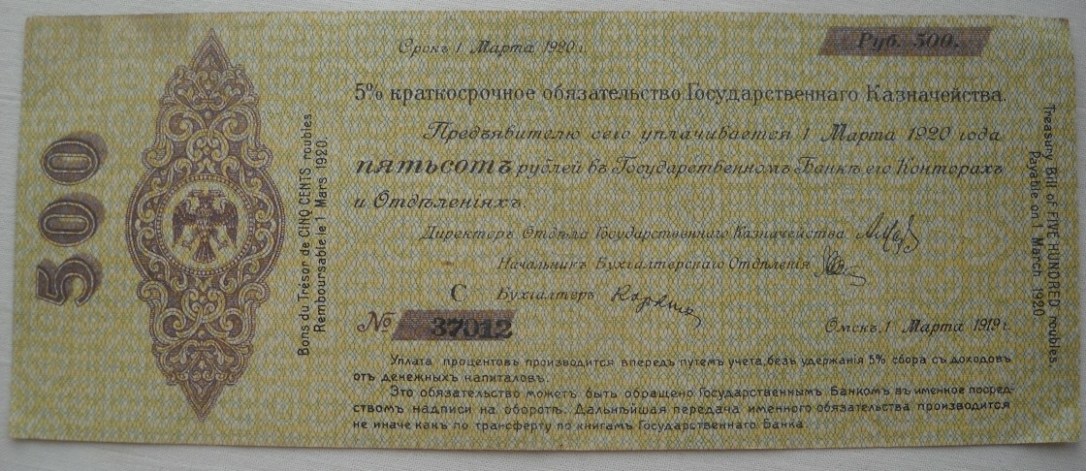 Срокъ 1 Марта 1920 г.
Руб. 500.
5% краткосрочное обязательство Государственнаго Казначейства.
Предъявителю сего уплачивается 1 Марта 1920 года
пятьсотъ рублей въ Государственномъ Банкѣ, его Конторахъ
и Отдѣленіяхъ.
Директоръ Отдѣла Государственнаго Казначейства
Начальникъ Бухгалтерскаго Отдѣленія
С Бухгалтеръ
№ 37012
Омскъ, 1 Марта 1919 г.
Уплата процентовъ производится впередъ путемъ учета, безъ удержанія 5% сбора съ доходовъ
отъ денежныхъ капиталовъ.
Это обязательство можетъ быть обращено Государственнымъ Банкомъ въ именное посред-
ствомъ надписи на оборотѣ. Дальнѣйшая передача именного обязательства производится
не иначе какъ по трансферту по книгамъ Государственнаго Банка.
500
Bons du Trésor de CINQ CENTS roubles
Remboursable le 1 Mars 1920.
Treasury Bill of FIVE HUNDRED roubles.
Payable on 1 March 1920